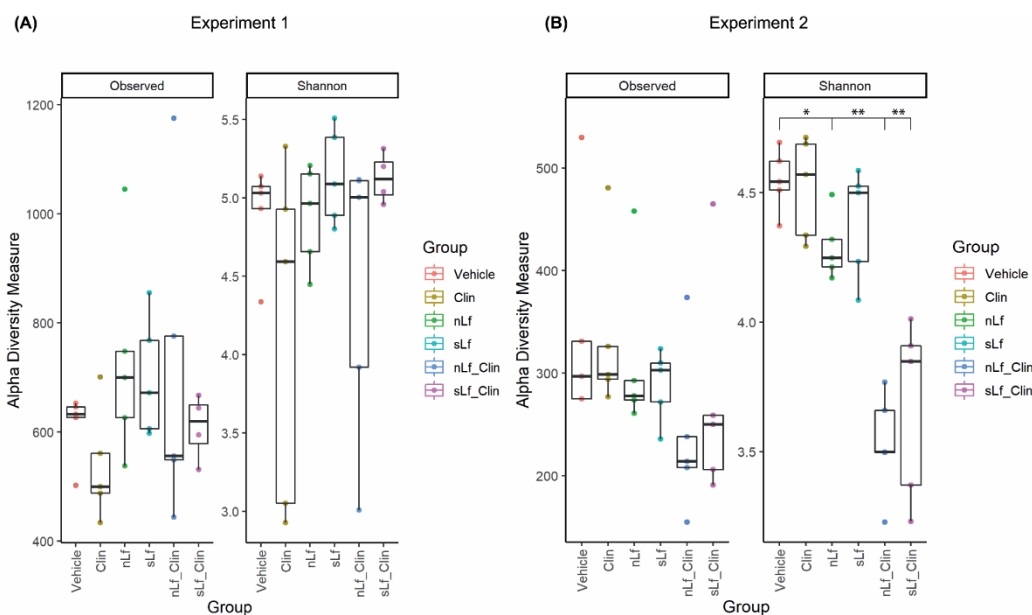 (A) Experiment 1
Observed
Shannon
Alpha Diversity Measure
1200
1000
800
600
400
5.5
5.0
4.5
4.0
3.5
3.0
Vehicle
Clin
nLf
sLf
nLf_Clin
sLf_Clin
Vehicle
Clin
nLf
sLf
nLf_Clin
sLf_Clin
Group
Group
Vehicle
Clin
nLf
sLf
nLf_Clin
sLf_Clin
(B) Experiment 2
Observed
Shannon
Alpha Diversity Measure
500
400
300
200
* ** **
4.5
4.0
3.5
Vehicle
Clin
nLf
sLf
nLf_Clin
sLf_Clin
Vehicle
Clin
nLf
sLf
nLf_Clin
sLf_Clin
Group
Group
Vehicle
Clin
nLf
sLf
nLf_Clin
sLf_Clin